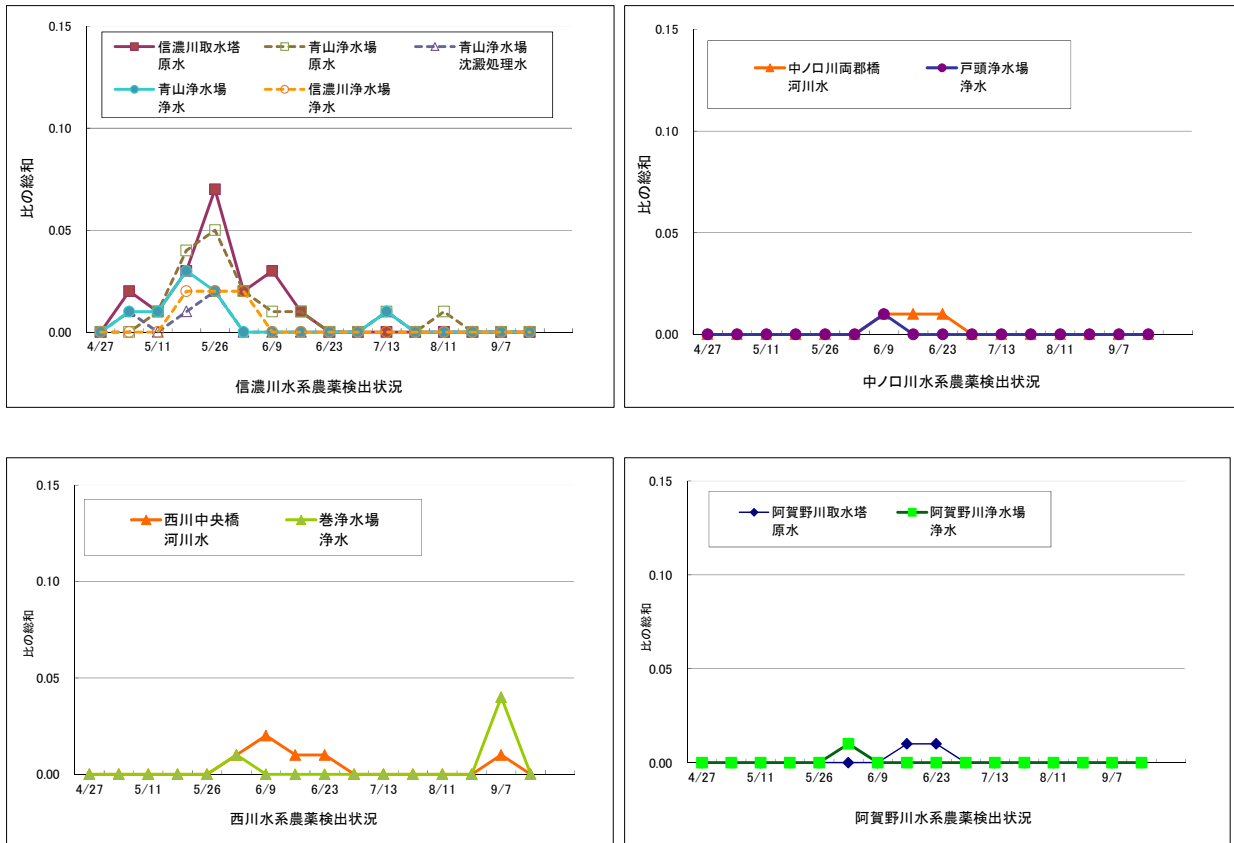 0.15
0.10
0.05
0.00
比の総和
信濃川取水塔
原水
青山浄水場
原水
青山浄水場
沈澱処理水
青山浄水場
浄水
信濃川浄水場
浄水
4/27 5/11 5/26 6/9 6/23 7/13 8/11 9/7
信濃川水系農薬検出状況
0.15
0.10
0.05
0.00
比の総和
中ノ口川両郡橋
河川水
戸頭浄水場
浄水
4/27 5/11 5/26 6/9 6/23 7/13 8/11 9/7
中ノ口川水系農薬検出状況
0.15
0.10
0.05
0.00
比の総和
西川中央橋
河川水
巻浄水場
浄水
4/27 5/11 5/26 6/9 6/23 7/13 8/11 9/7
西川水系農薬検出状況
0.15
0.10
0.05
0.00
比の総和
阿賀野川取水塔
原水
阿賀野川浄水場
浄水
4/27 5/11 5/26 6/9 6/23 7/13 8/11 9/7
阿賀野川水系農薬検出状況